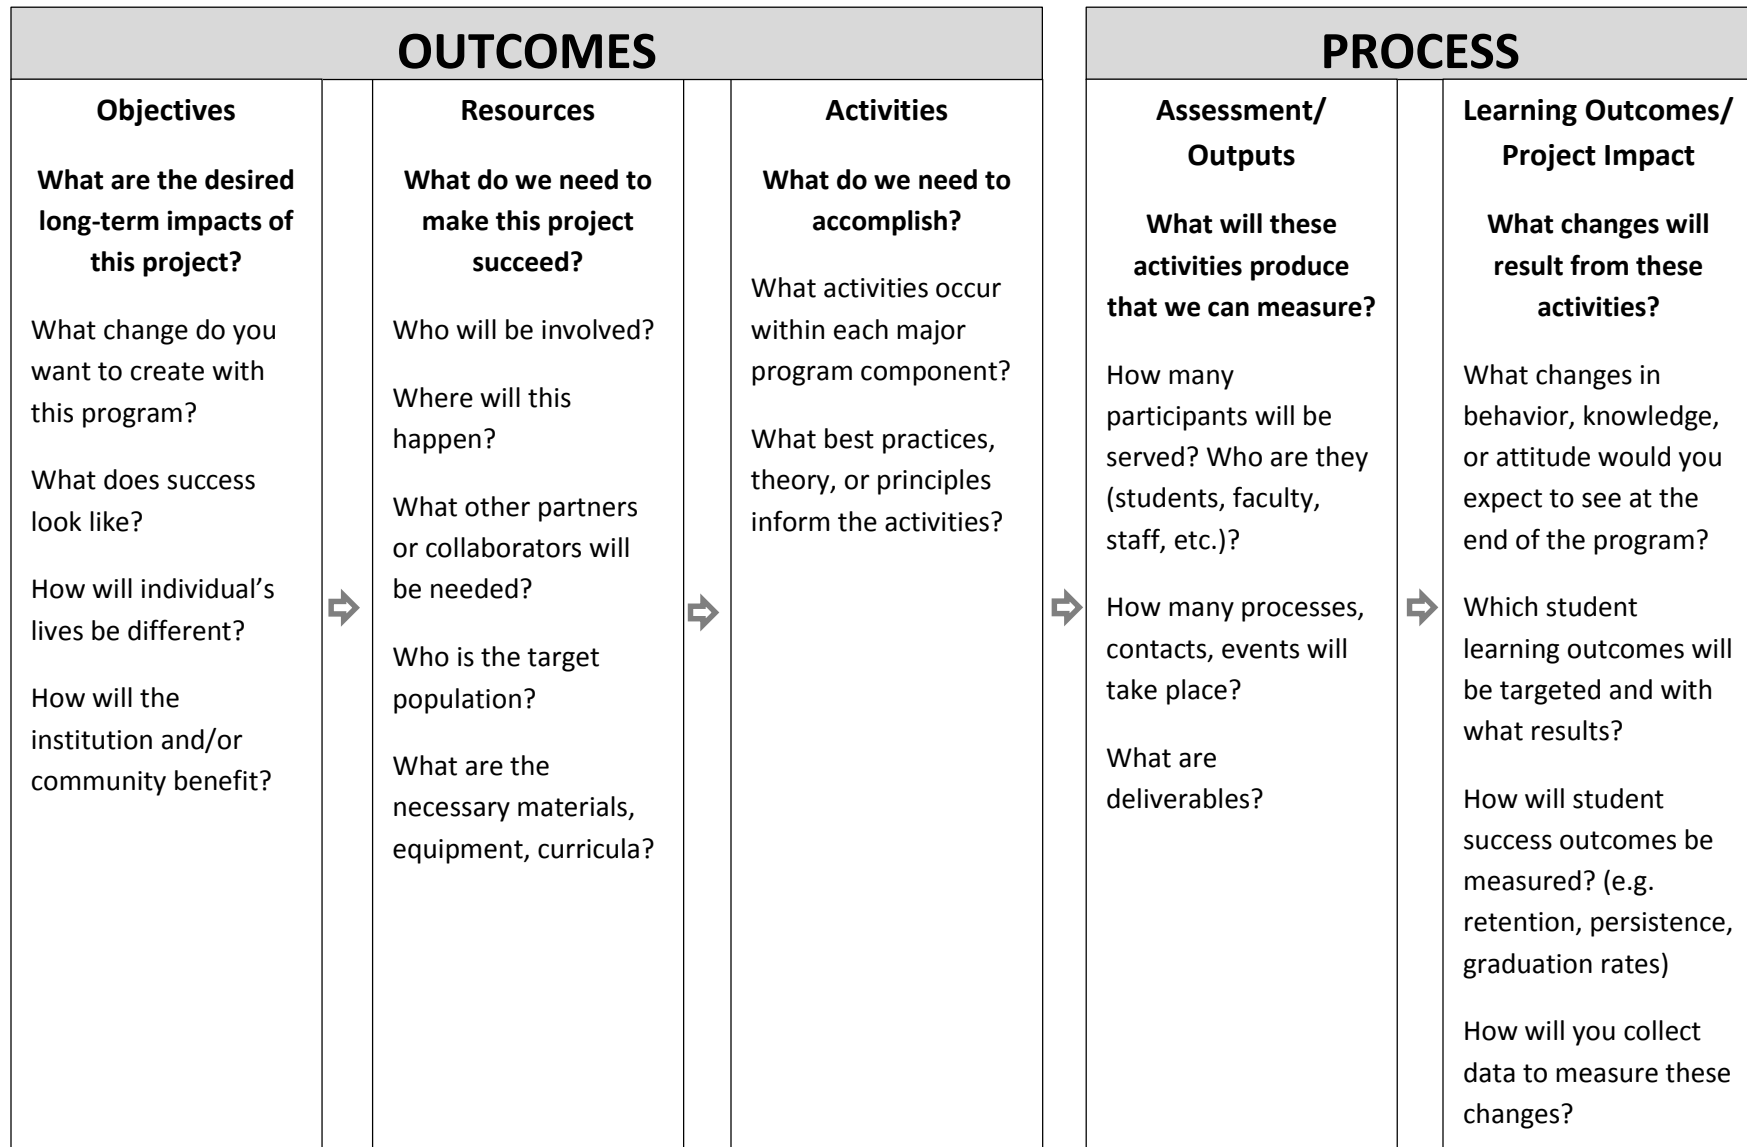 OUTCOMES
Objectives
What are the desired
long-term impacts of
this project?
What change do you
want to create with
this program?
What does success
look like?
How will individual’s
lives be different?
How will the
institution and/or
community benefit?
Resources
What do we need to
make this project
succeed?
Who will be involved?
Where will this
happen?
What other partners
or collaborators will
be needed?
Who is the target
population?
What are the
necessary materials,
equipment, curricula?
Activities
What do we need to
accomplish?
What activities occur
within each major
program component?
What best practices,
theory, or principles
inform the activities?
PROCESS
Assessment/
Outputs
What will these
activities produce
that we can measure?
How many
participants will be
served? Who are they
(students, faculty,
staff, etc.)?
How many processes,
contacts, events will
take place?
What are
deliverables?
Learning Outcomes/
Project Impact
What changes will
result from these
activities?
What changes in
behavior, knowledge,
or attitude would you
expect to see at the
end of the program?
Which student
learning outcomes will
be targeted and with
what results?
How will student
success outcomes be
measured? (e.g.
retention, persistence,
graduation rates)
How will you collect
data to measure these
changes?